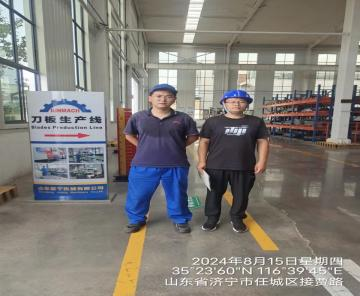 刀板生产线
Blades Production Line
2024年8月15日星期四
35°23'60"N 116°39'45"E
山东省济宁市任城区接贾路